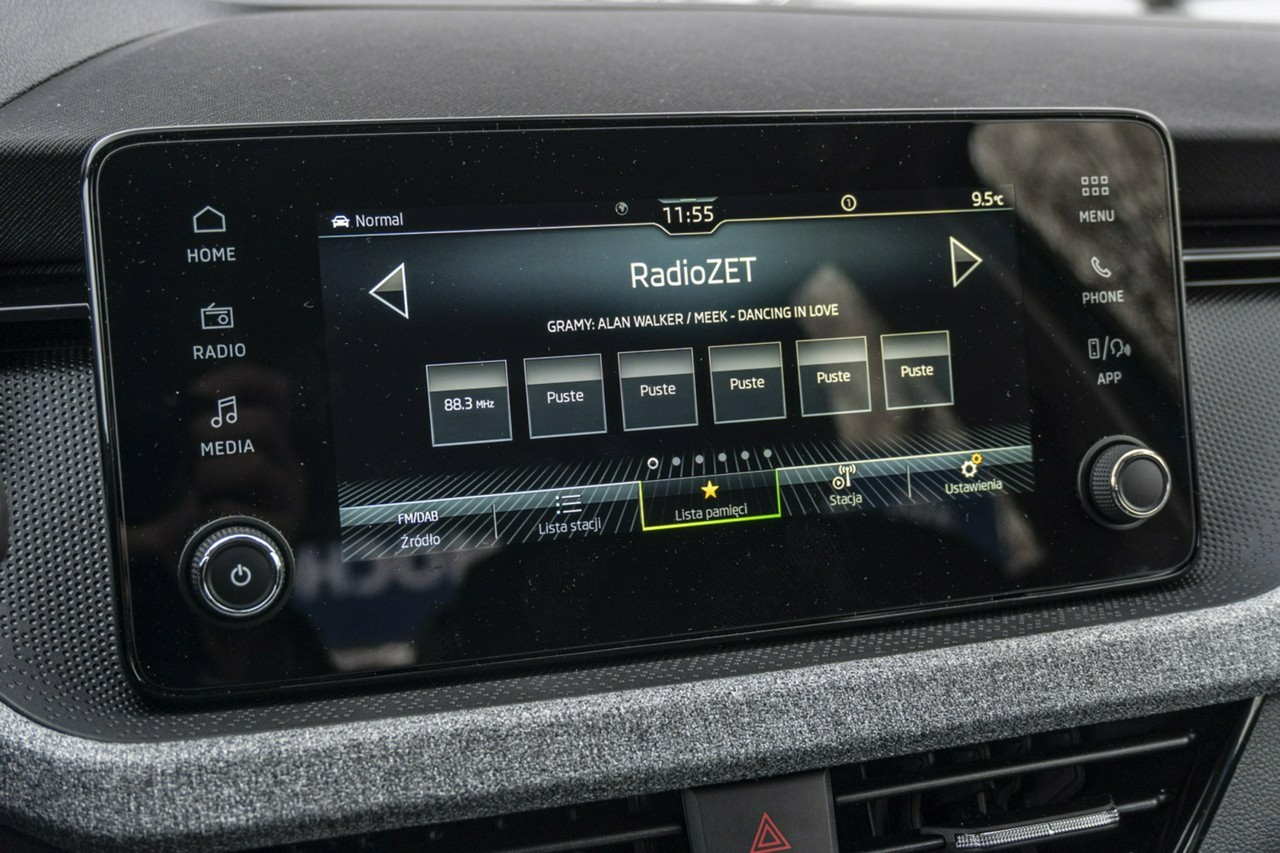 Normal
11:55
1
9.5°C
HOME
RADIO
MEDIA
RadioZET
GRAMY: ALAN WALKER / MEEK - DANCING IN LOVE
88.3 MHz
Puste
Puste
Puste
Puste
Puste
FM/DAB
Źródło
Lista stacji
Lista pamięci
Stacja
Ustawienia
MENU
PHONE
APP